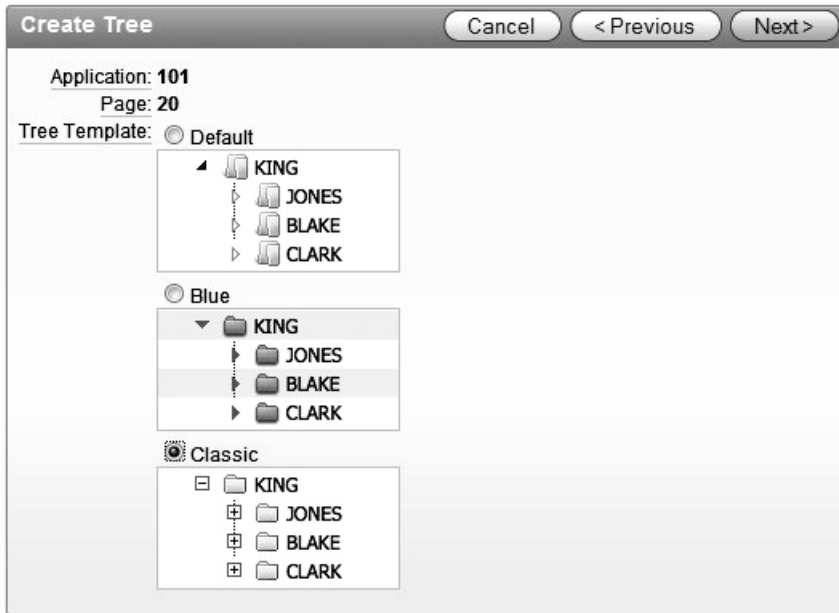 Create Tree Cancel < Previous Next >
Application: 101
Page: 20
Tree Template: Default
KING
JONES
BLAKE
CLARK
Blue
KING
JONES
BLAKE
CLARK
Classic
KING
JONES
BLAKE
CLARK